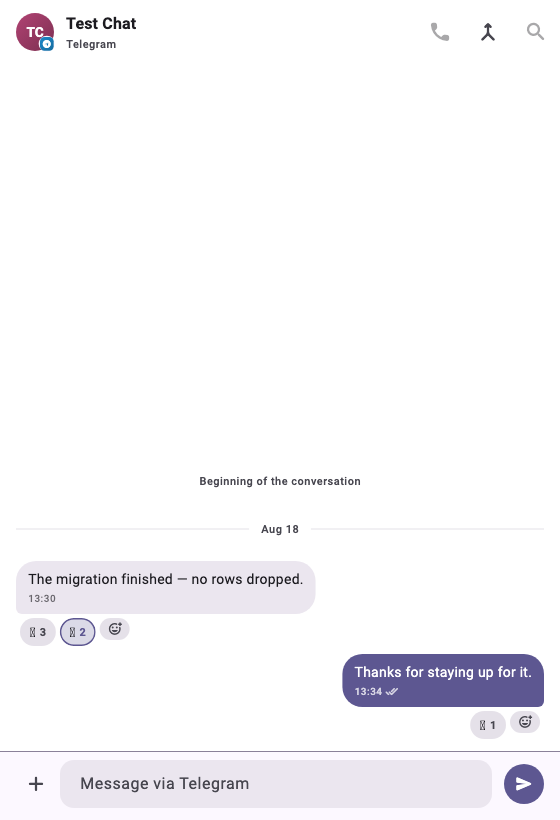 TC
Test Chat
Telegram
Beginning of the conversation
Aug 18
The migration finished — no rows dropped.
13:30
3
2
Thanks for staying up for it.
13:34
1
Message via Telegram